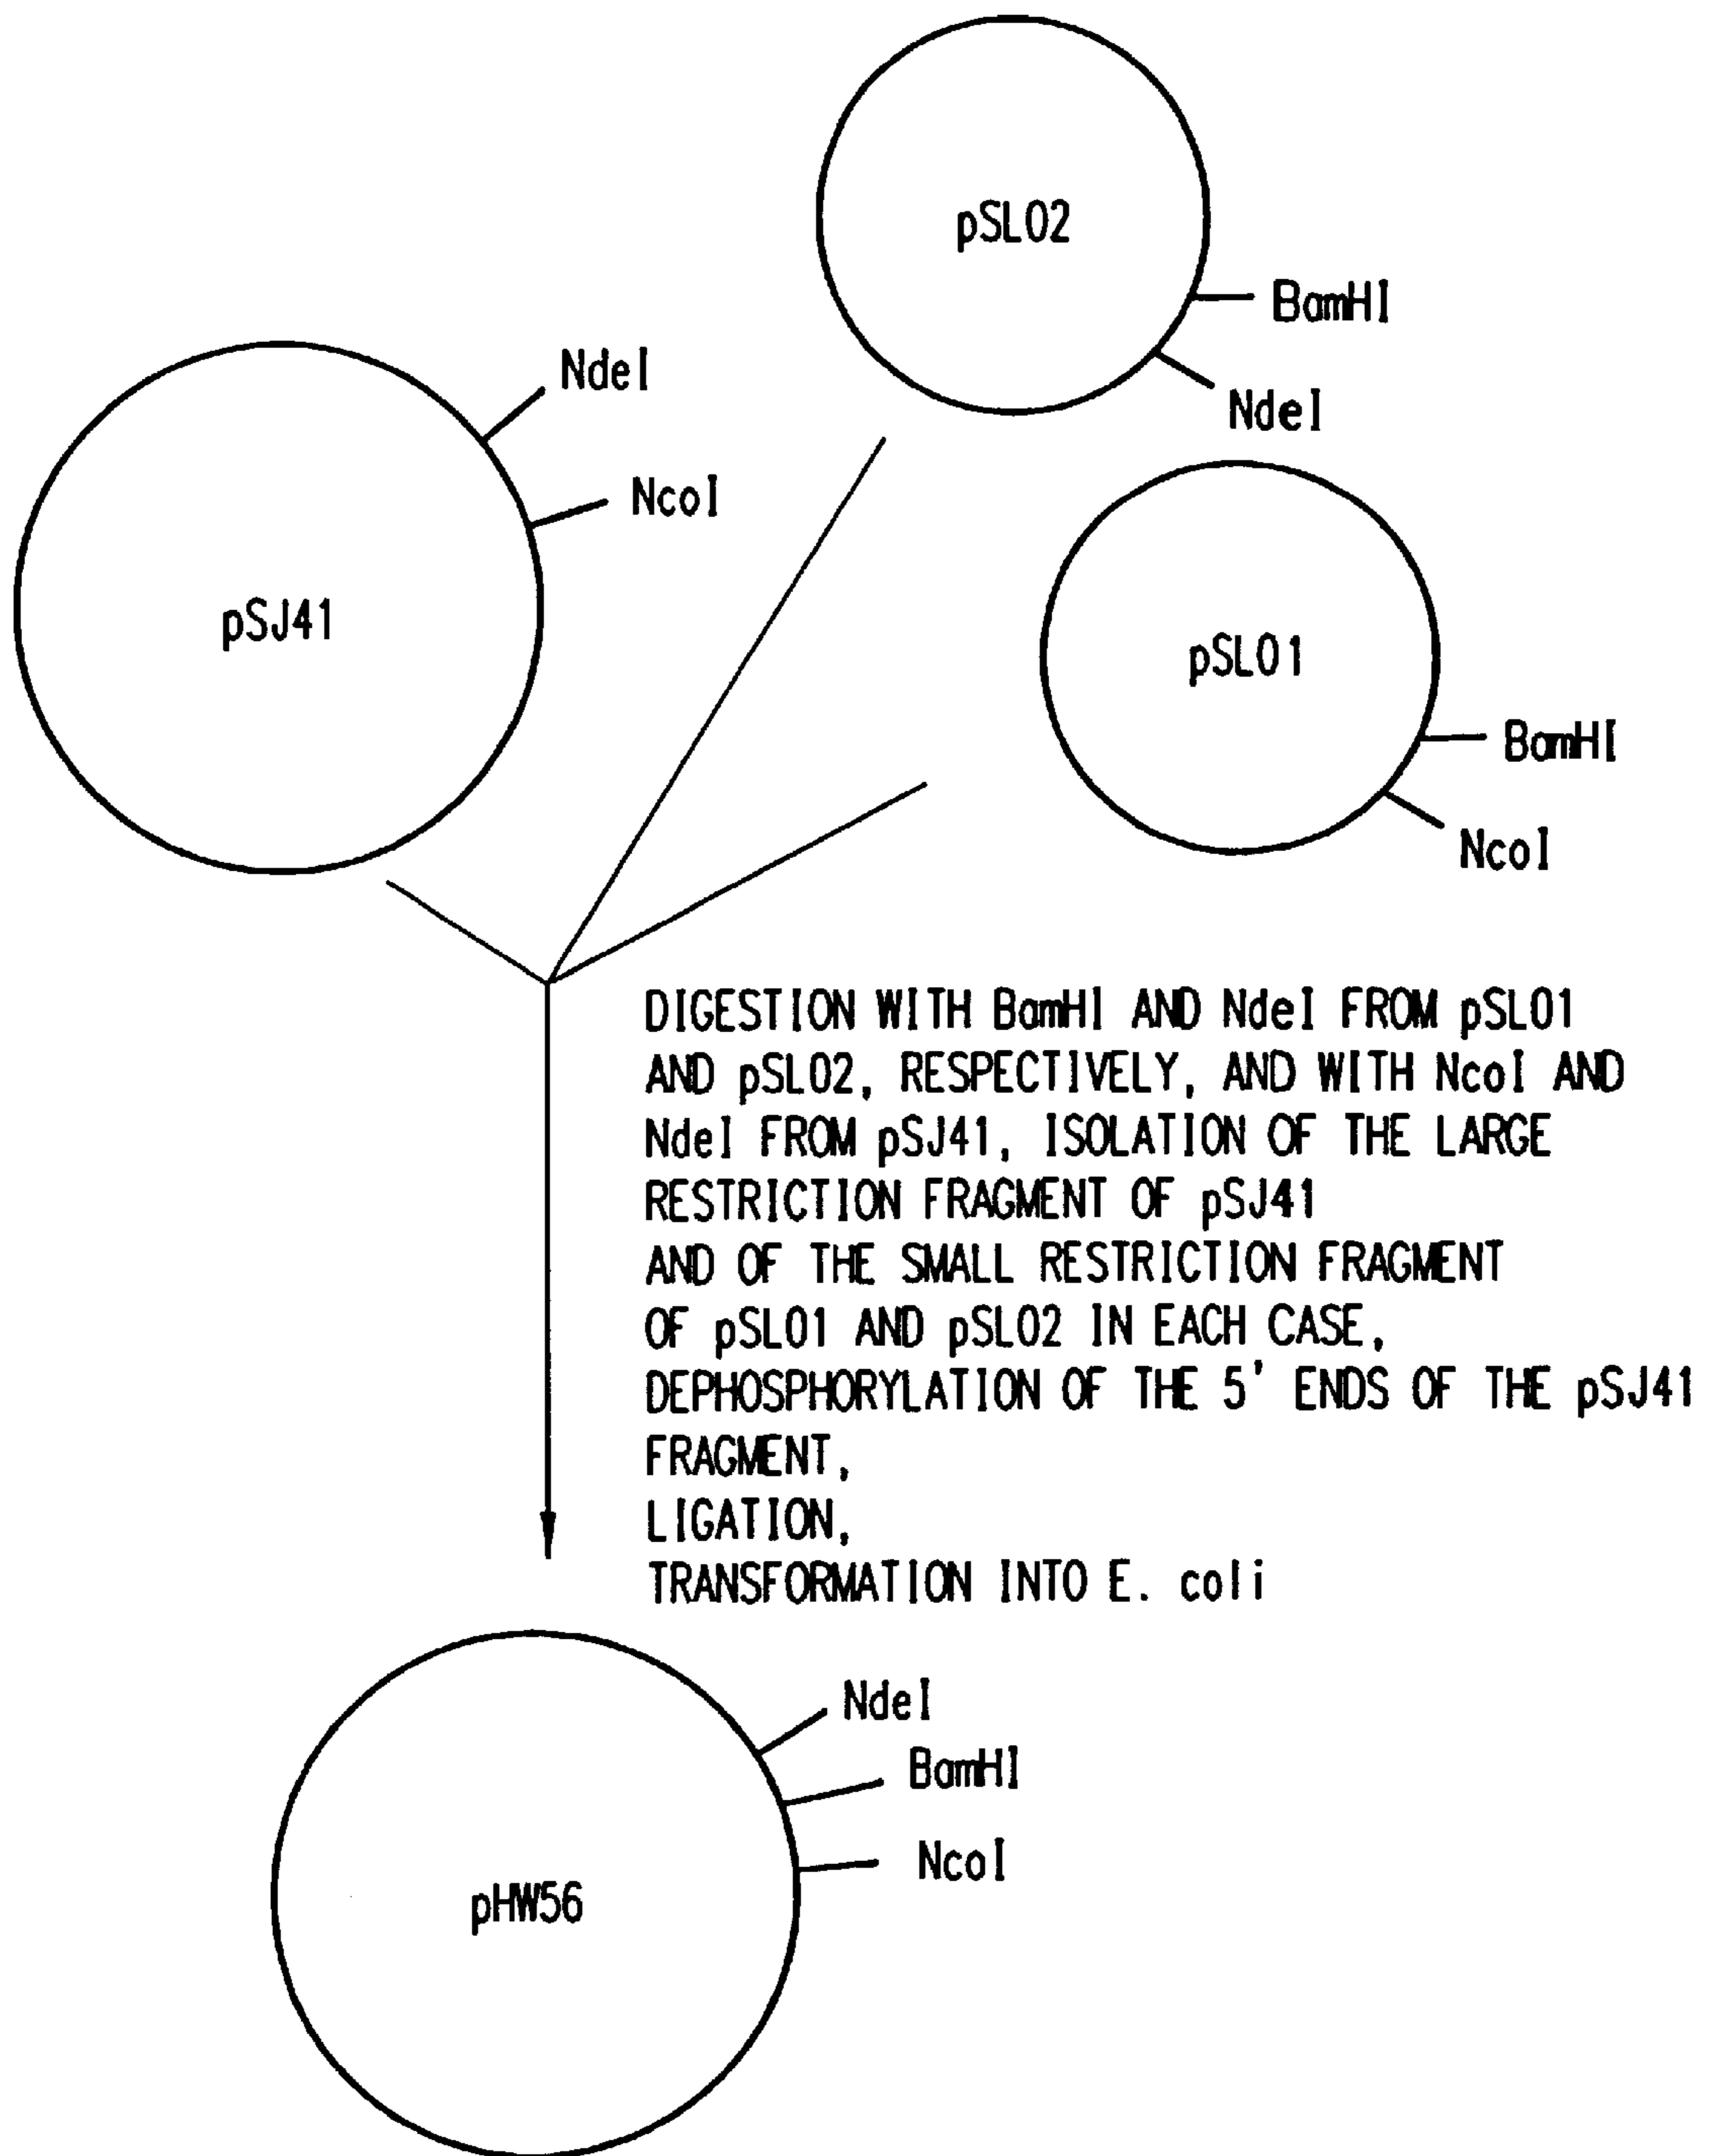 pSL02
BamHI
NdeI
NdeI
NcoI
pSJ41
pSL01
BamHI
NcoI
DIGESTION WITH BamHI AND NdeI FROM pSL01
AND pSL02, RESPECTIVELY, AND WITH NcoI AND
NdeI FROM pSJ41, ISOLATION OF THE LARGE
RESTRICTION FRAGMENT OF pSJ41
AND OF THE SMALL RESTRICTION FRAGMENT
OF pSL01 AND pSL02 IN EACH CASE,
DEPHOSPHORYLATION OF THE 5' ENDS OF THE pSJ41
FRAGMENT,
LIGATION,
TRANSFORMATION INTO E. coli
NdeI
BamHI
NcoI
pHW56